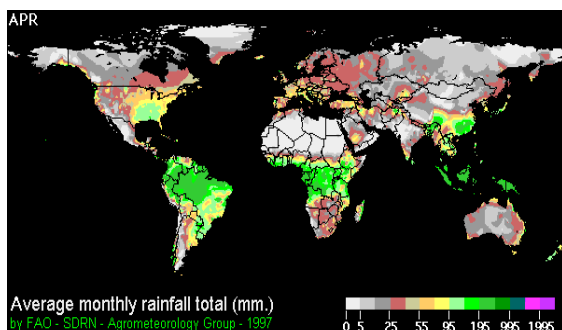 APR
Average monthly rainfall total (mm.)
by FAO - SDRN - Agrometeorology Group - 1997
0 5 25 55 95 195 995 1995